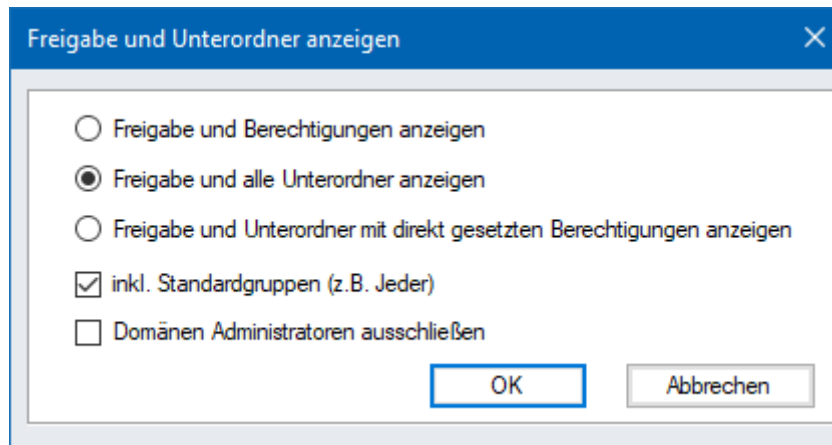 Freigabe und Unterordner anzeigen
Freigabe und Berechtigungen anzeigen
Freigabe und alle Unterordner anzeigen
Freigabe und Unterordner mit direkt gesetzten Berechtigungen anzeigen
inkl. Standardgruppen (z.B. Jeder)
Domänen Administratoren ausschließen
OK Abbrechen